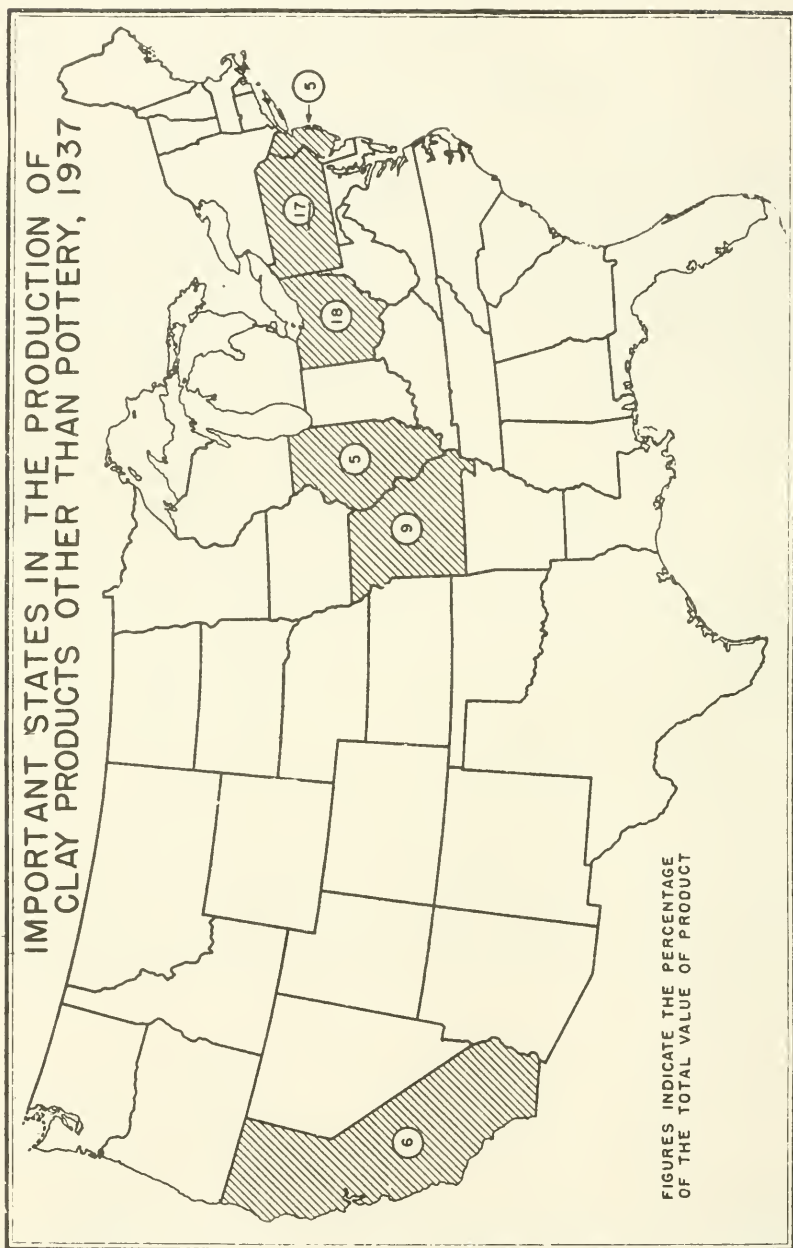 IMPORTANT STATES IN THE PRODUCTION OF
CLAY PRODUCTS OTHER THAN POTTERY, 1937
5
17
18
5
9
6
FIGURES INDICATE THE PERCENTAGE
OF THE TOTAL VALUE OF PRODUCT